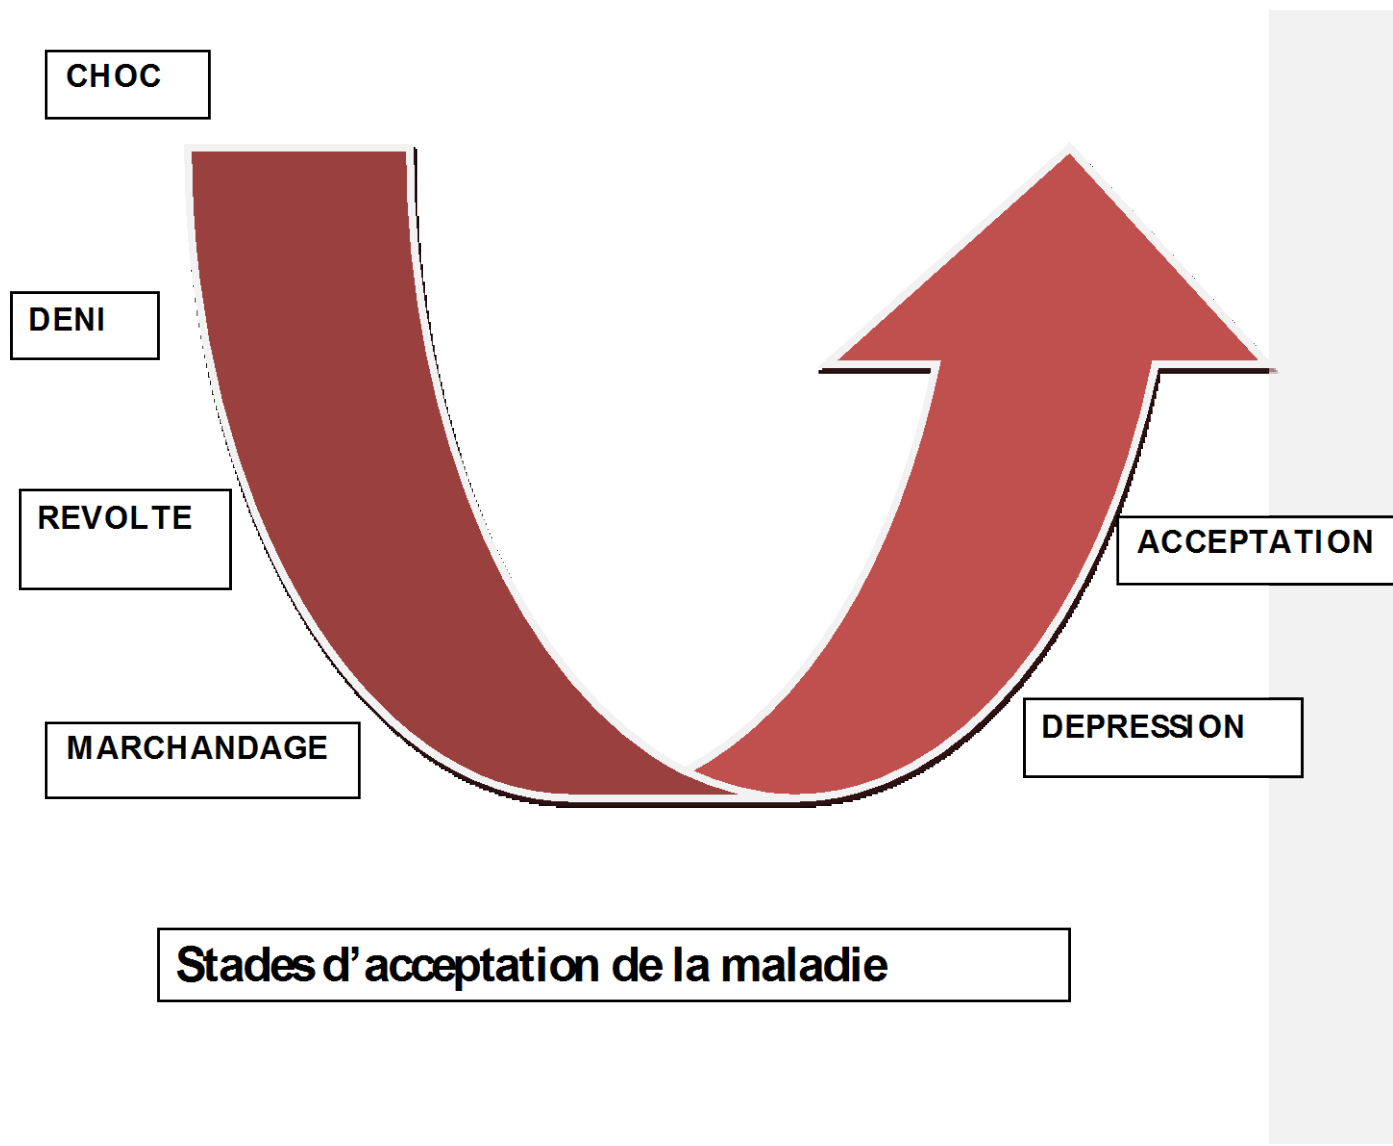 CHOC
DENI
REVOLTE
MARCHANDAGE
DEPRESSION
ACCEPTATION
Stades d’acceptation de la maladie